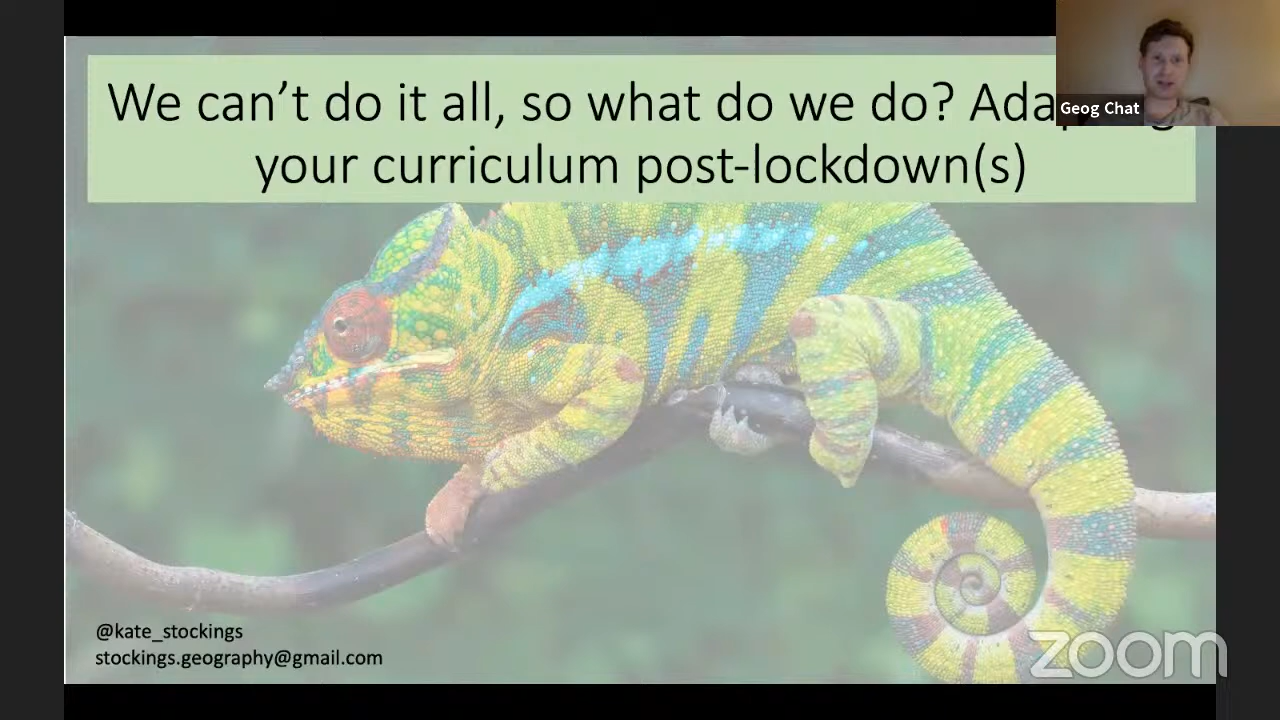 We can't do it all, so what do we do?
your curriculum post-lockdown(s)
Geog Chat
@kate_stockings
stockings.geography@gmail.com
zoom